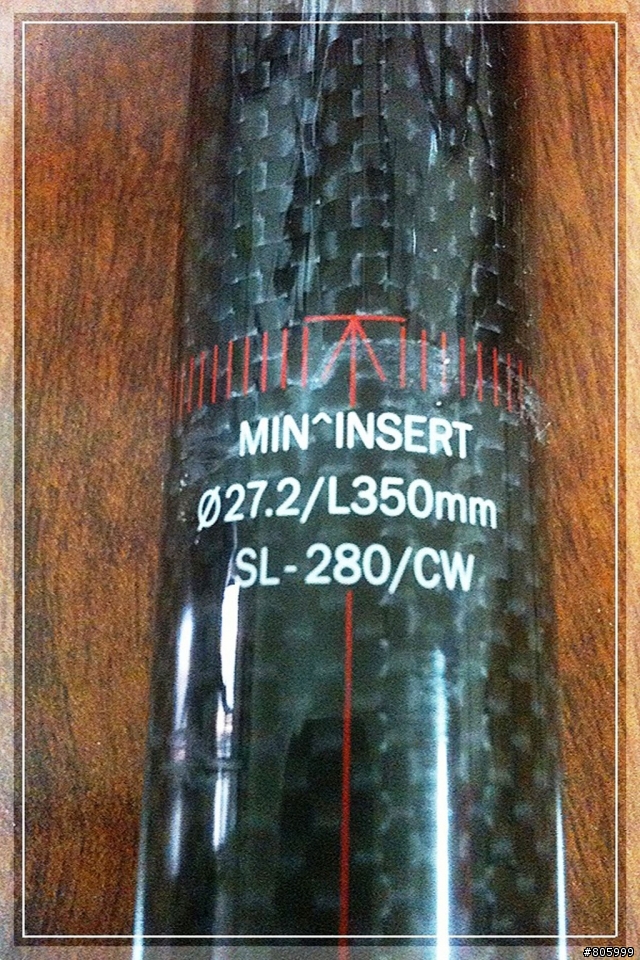 MIN^INSERT
Ø27.2/L350mm
SL-280/CW
#805999